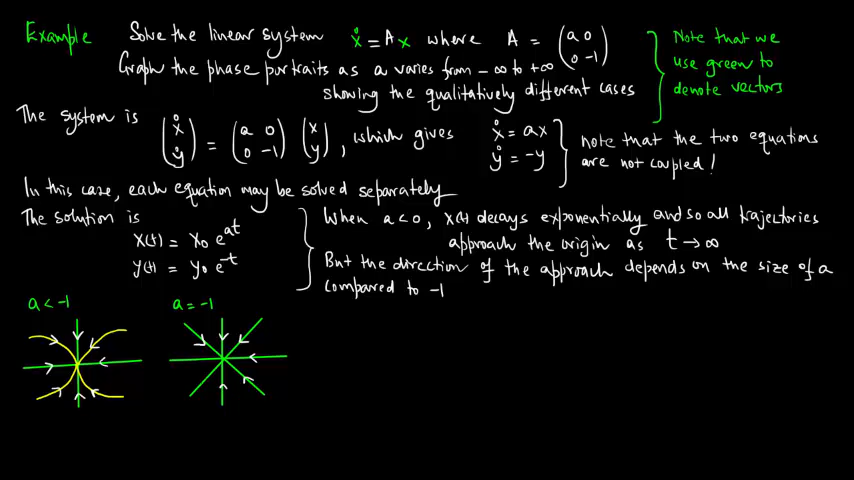 Example Solve the linear system ẋ = A x where A = (a 0
0 -1)
Graph the phase portraits as a varies from -∞ to +∞
showing the qualitatively different cases
Note that we
use green to
denote vectors
The system is (ẋ
ẏ) = (a 0
0 -1) (x
y), which gives ẋ = ax
ẏ = -y
note that the two equations
are not coupled!
In this case, each equation may be solved separately
The solution is
x(t) = x₀ e^{at}
y(t) = y₀ e^{-t}
When a < 0, x(t) decays exponentially and so all trajectories
approach the origin as t → ∞
But the direction of the approach depends on the size of a
compared to -1
a < -1
a = -1